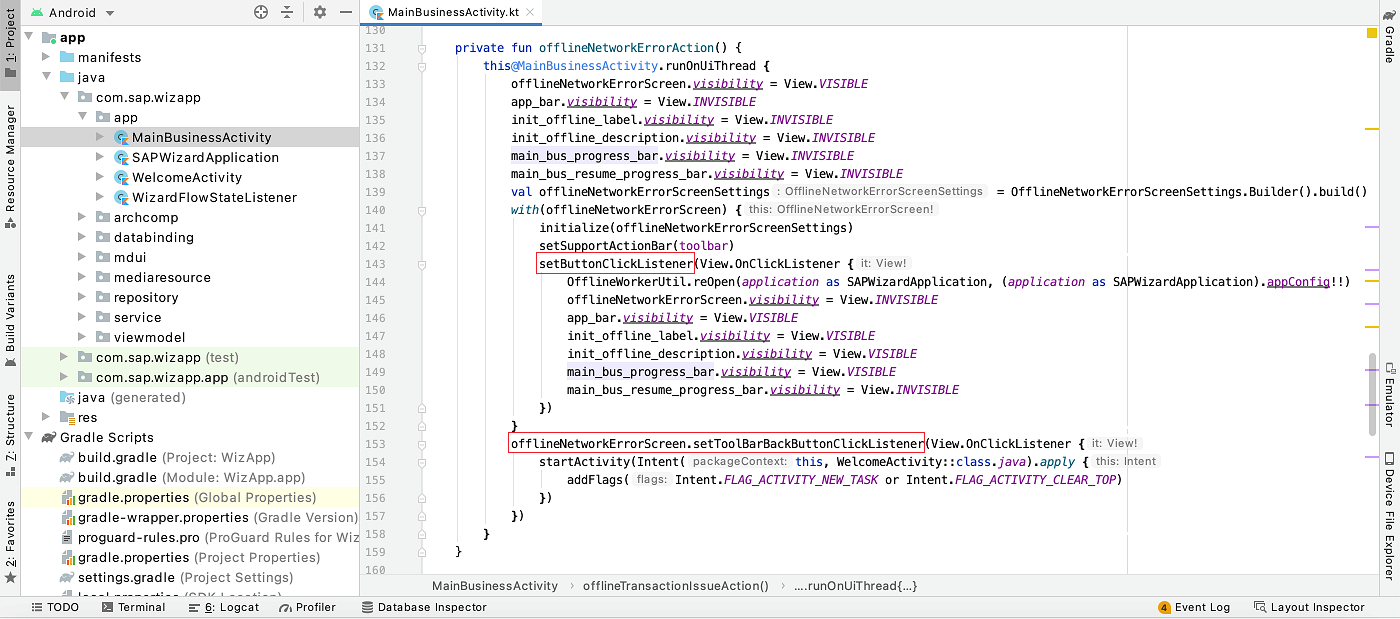 Android
MainBusinessActivity.kt
1: Project
Resource Manager
Build Variants
Z: Structure
2: Favorites
app
manifests
java
com.sap.wizapp
app
MainBusinessActivity
SAPWizardApplication
WelcomeActivity
WizardFlowStateListener
archcomp
databinding
mdui
mediaresource
repository
service
viewmodel
com.sap.wizapp (test)
com.sap.wizapp.app (androidTest)
java (generated)
res
Gradle Scripts
build.gradle (Project: WizApp)
build.gradle (Module: WizApp.app)
gradle.properties (Global Properties)
gradle-wrapper.properties (Gradle Version)
proguard-rules.pro (ProGuard Rules for Wiz
gradle.properties (Project Properties)
settings.gradle (Project Settings)
local.properties (SDK Location)
130
131 private fun offlineNetworkErrorAction() {
132 this@MainBusinessActivity.runOnUiThread {
133 offlineNetworkErrorScreen.visibility = View.VISIBLE
134 app_bar.visibility = View.INVISIBLE
135 init_offline_label.visibility = View.INVISIBLE
136 init_offline_description.visibility = View.INVISIBLE
137 main_bus_progress_bar.visibility = View.INVISIBLE
138 main_bus_resume_progress_bar.visibility = View.INVISIBLE
139 val offlineNetworkErrorScreenSettings : OfflineNetworkErrorScreenSettings = OfflineNetworkErrorScreenSettings.Builder().build()
140 with(offlineNetworkErrorScreen) { this: OfflineNetworkErrorScreen!
141 initialize(offlineNetworkErrorScreenSettings)
142 setSupportActionBar(toolbar)
143 setButtonClickListener(View.OnClickListener { it: View!
144 OfflineWorkerUtil.reOpen(application as SAPWizardApplication, (application as SAPWizardApplication).appConfig!!)
145 offlineNetworkErrorScreen.visibility = View.INVISIBLE
146 app_bar.visibility = View.VISIBLE
147 init_offline_label.visibility = View.VISIBLE
148 init_offline_description.visibility = View.VISIBLE
149 main_bus_progress_bar.visibility = View.VISIBLE
150 main_bus_resume_progress_bar.visibility = View.INVISIBLE
151 })
152 }
153 offlineNetworkErrorScreen.setToolBarBackButtonClickListener(View.OnClickListener { it: View!
154 startActivity(Intent( packageContext: this, WelcomeActivity::class.java).apply { this: Intent
155 addFlags( flags: Intent.FLAG_ACTIVITY_NEW_TASK or Intent.FLAG_ACTIVITY_CLEAR_TOP)
156 })
157 })
158 }
159 }
160
MainBusinessActivity › offlineTransactionIssueAction() › ....runOnUiThread{...}
Gradle
Emulator
Device File Explorer
TODO
Terminal
6: Logcat
Profiler
Database Inspector
4 Event Log
Layout Inspector